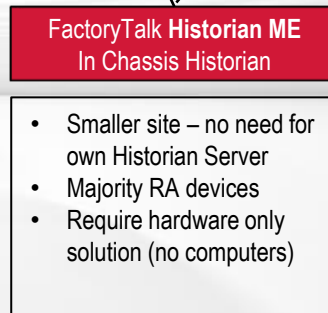 FactoryTalk Historian ME
In Chassis Historian
• Smaller site – no need for
own Historian Server
• Majority RA devices
• Require hardware only
solution (no computers)